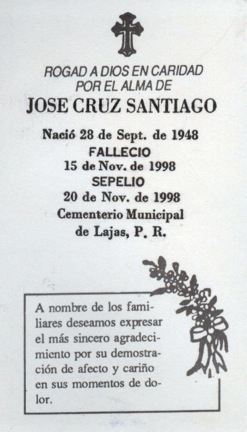 ROGAD A DIOS EN CARIDAD
POR EL ALMA DE
JOSE CRUZ SANTIAGO
Nació 28 de Sept. de 1948
FALLECIO
15 de Nov. de 1998
SEPELIO
20 de Nov. de 1998
Cementerio Municipal
de Lajas, P. R.
A nombre de los fami-
liares deseamos expresar
el más sincero agradeci-
miento por su demostra-
ción de afecto y cariño
en sus momentos de do-
lor.